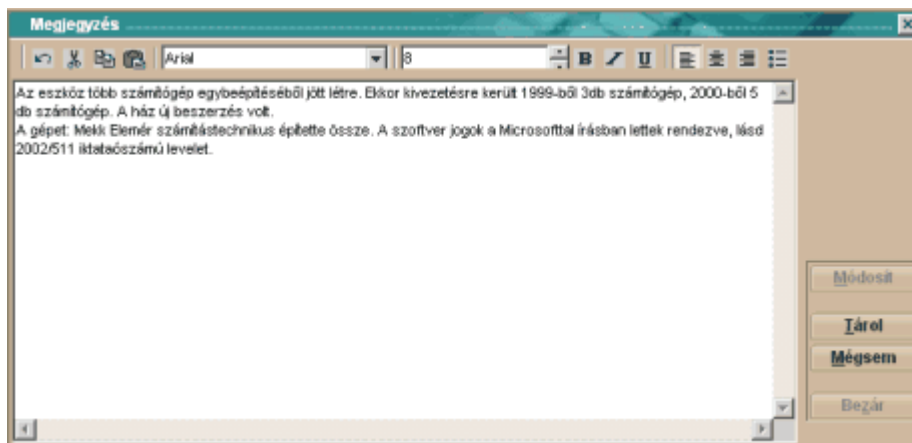 Megjegyzés
Arial
8
B
U
Az eszköz több számítógép egybeépítéséből jött létre. Ekkor kivezetésre került 1999-ből 3db számítógép, 2000-ből 5
db számítógép. A ház új beszerzés volt.
A gépet: Mekk Elemér számítástechnikus építette össze. A szoftver jogok a Microsofttal írásban lettek rendezve, lásd
2002/511 iktataószámú levelet.
Módosít
Tárol
Mégsem
Bezár